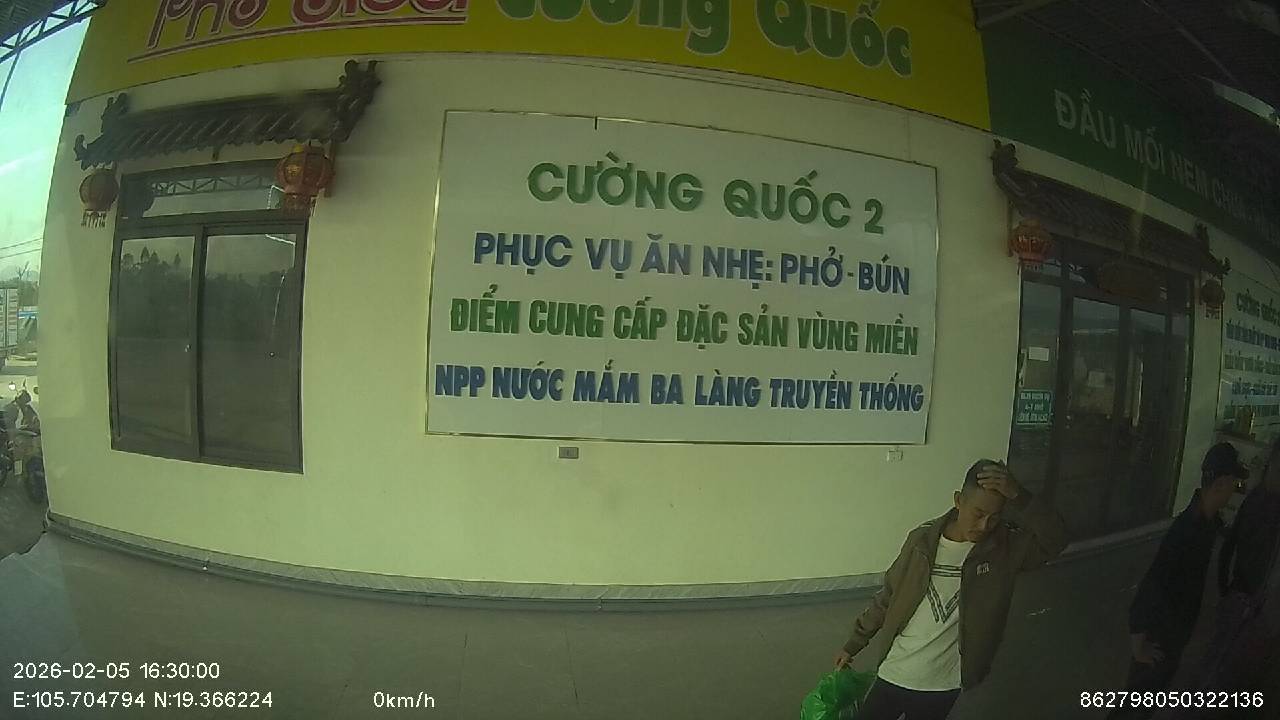 Cường Quốc
ĐẦU MỐI NEM CHUA
CƯỜNG QUỐC 2
PHỤC VỤ ĂN NHẸ: PHỞ - BÚN
ĐIỂM CUNG CẤP ĐẶC SẢN VÙNG MIỀN
NPP NƯỚC MẮM BA LÀNG TRUYỀN THỐNG
2026-02-05 16:30:00
E:105.704794 N:19.366224
0km/h
862798050322136